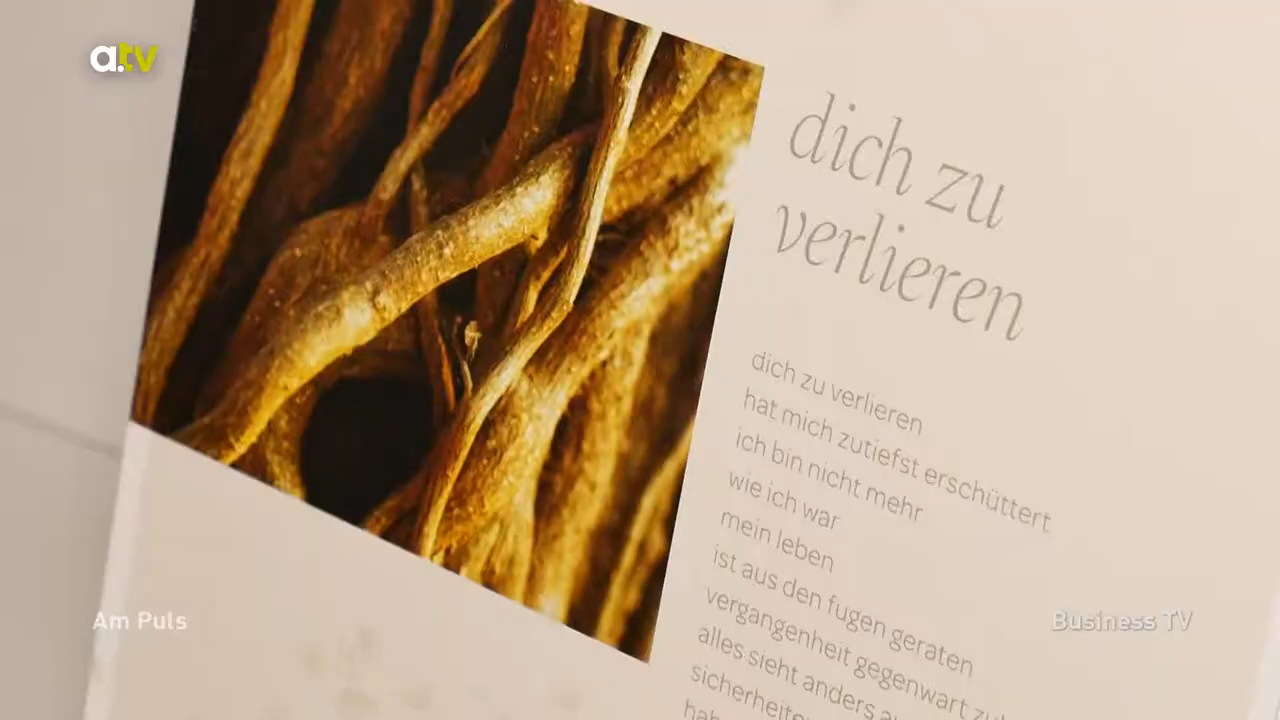 a.tv
dich zu
verlieren
dich zu verlieren
hat mich zutiefst erschüttert
ich bin nicht mehr
wie ich war
mein leben
ist aus den fugen geraten
vergangenheit gegenwart
alles sieht anders
Am Puls
Business TV